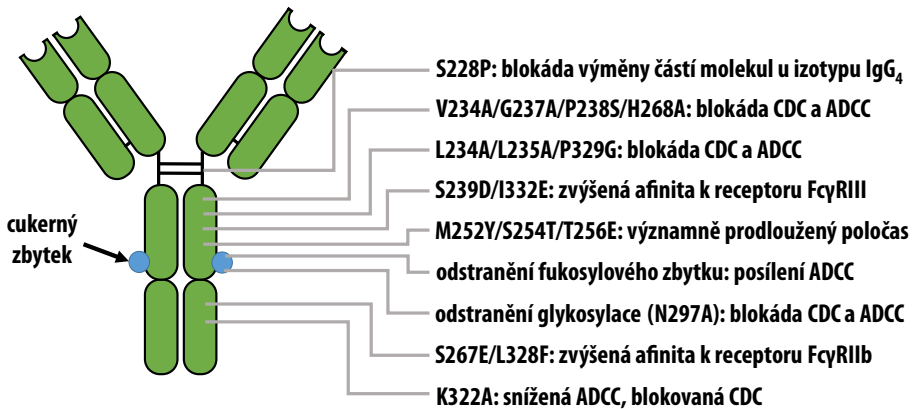 S228P: blokáda výměny částí molekul u izotypu IgG₄
V234A/G237A/P238S/H268A: blokáda CDC a ADCC
L234A/L235A/P329G: blokáda CDC a ADCC
S239D/I332E: zvýšená afinita k receptoru FcγRIII
M252Y/S254T/T256E: významně prodloužený poločas
odstranění fukosylového zbytku: posílení ADCC
odstranění glykosylace (N297A): blokáda CDC a ADCC
S267E/L328F: zvýšená afinita k receptoru FcγRIIb
K322A: snížená ADCC, blokovaná CDC
cukerný
zbytek